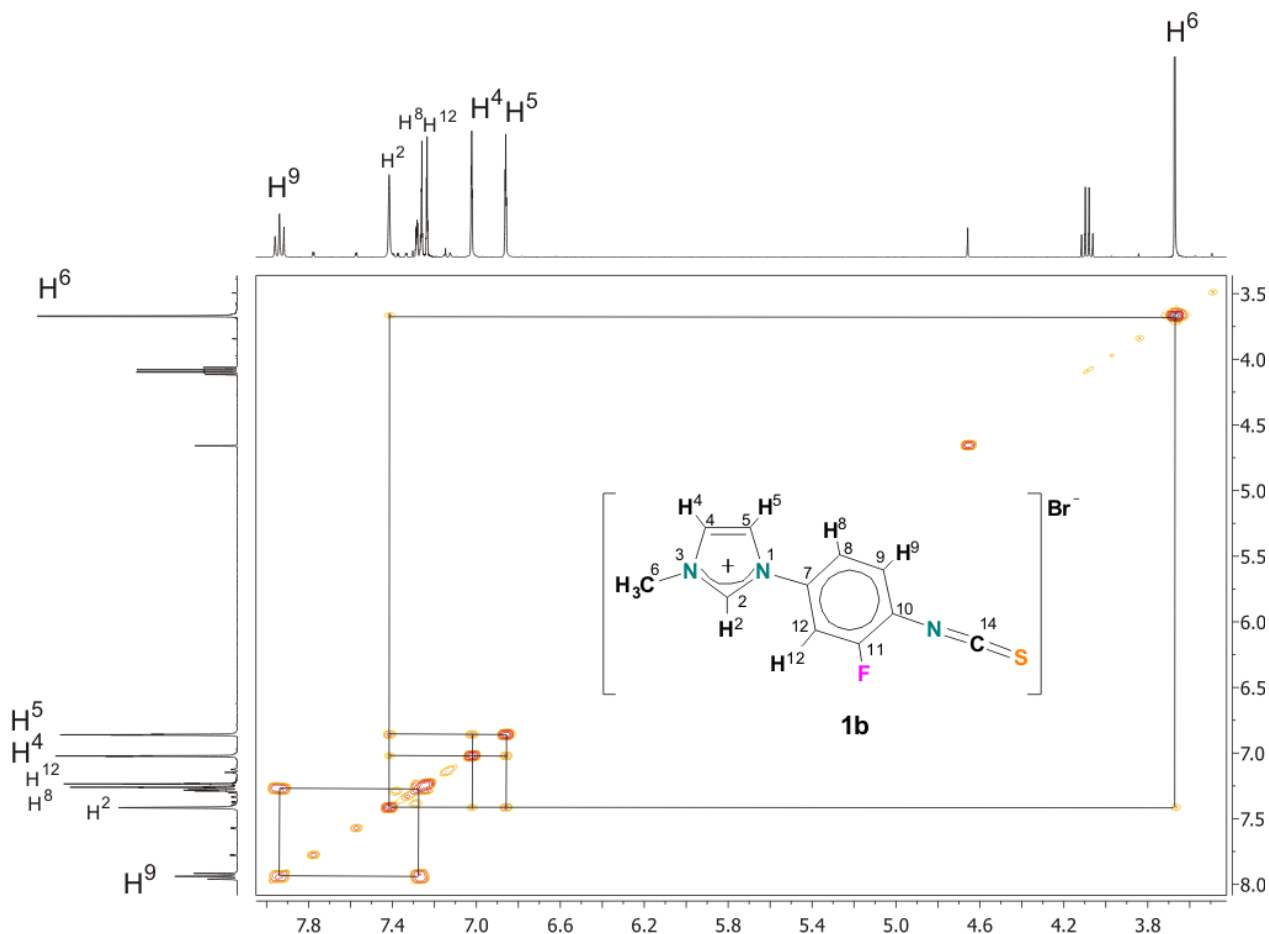 H⁶
H⁴ H⁵
H⁸ H¹²
H²
H⁹
H⁶
3.5
4.0
4.5
5.0
5.5
6.0
6.5
7.0
7.5
8.0
H⁴ H⁵ Br⁻
4 5 H⁸
8 H⁹
6 3 1 9
H₃C N + N 7
2 10 14
H² 12 N C S
H¹² 11
F
1b
H⁵
H⁴
H¹²
H⁸ H²
H⁹
7.8 7.4 7.0 6.6 6.2 5.8 5.4 5.0 4.6 4.2 3.8